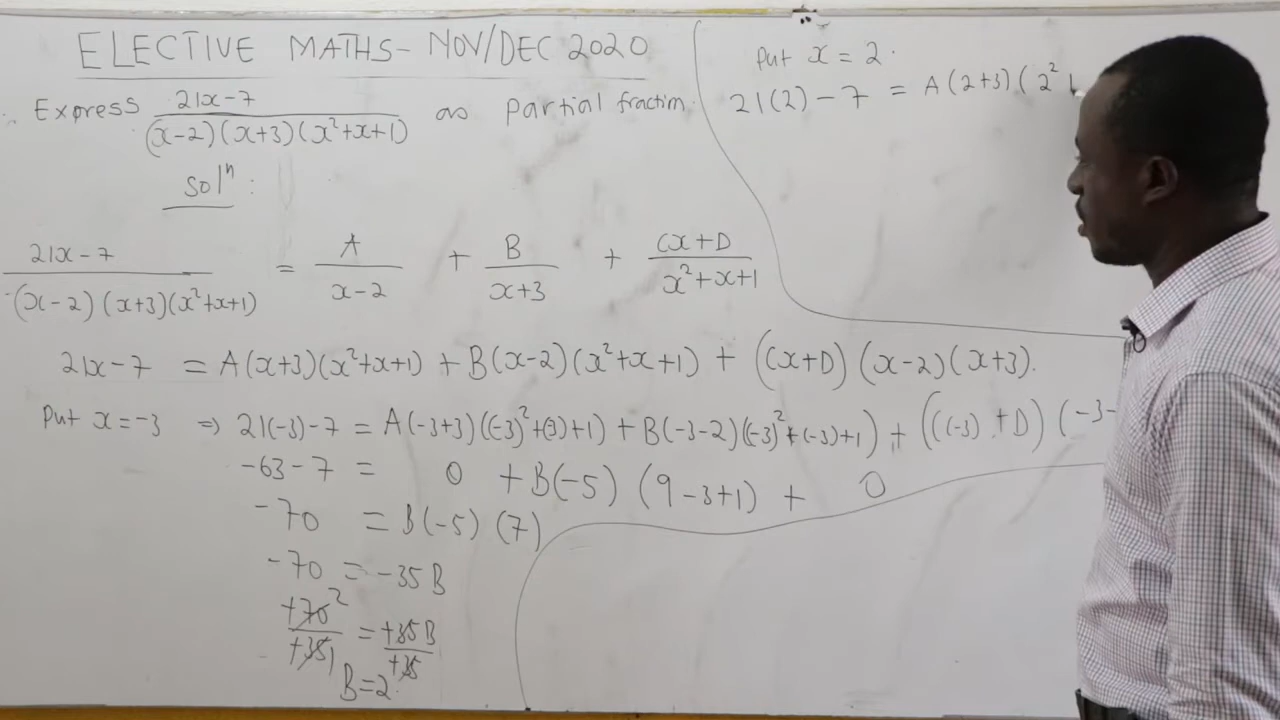 ELECTIVE MATHS- NOV/DEC 2020
Express 21x-7 / (x-2)(x+3)(x²+x+1) as Partial fraction.
solⁿ:
21x-7 / (x-2)(x+3)(x²+x+1) = A / x-2 + B / x+3 + Cx+D / x²+x+1
21x-7 = A(x+3)(x²+x+1) + B(x-2)(x²+x+1) + (Cx+D)(x-2)(x+3).
Put x=-3 ⇒ 21(-3)-7 = A(-3+3)((-3)²+(-3)+1) + B(-3-2)((-3)²+(-3)+1) + (C(-3)+D)(-3-
-63-7 = 0 +B(-5)(9-3+1) + 0
-70 = B(-5)(7)
-70 = -35B
+70² / +35 1 = +35B / +35
B=2.
Put x=2.
21(2)-7 = A(2+3)(2²